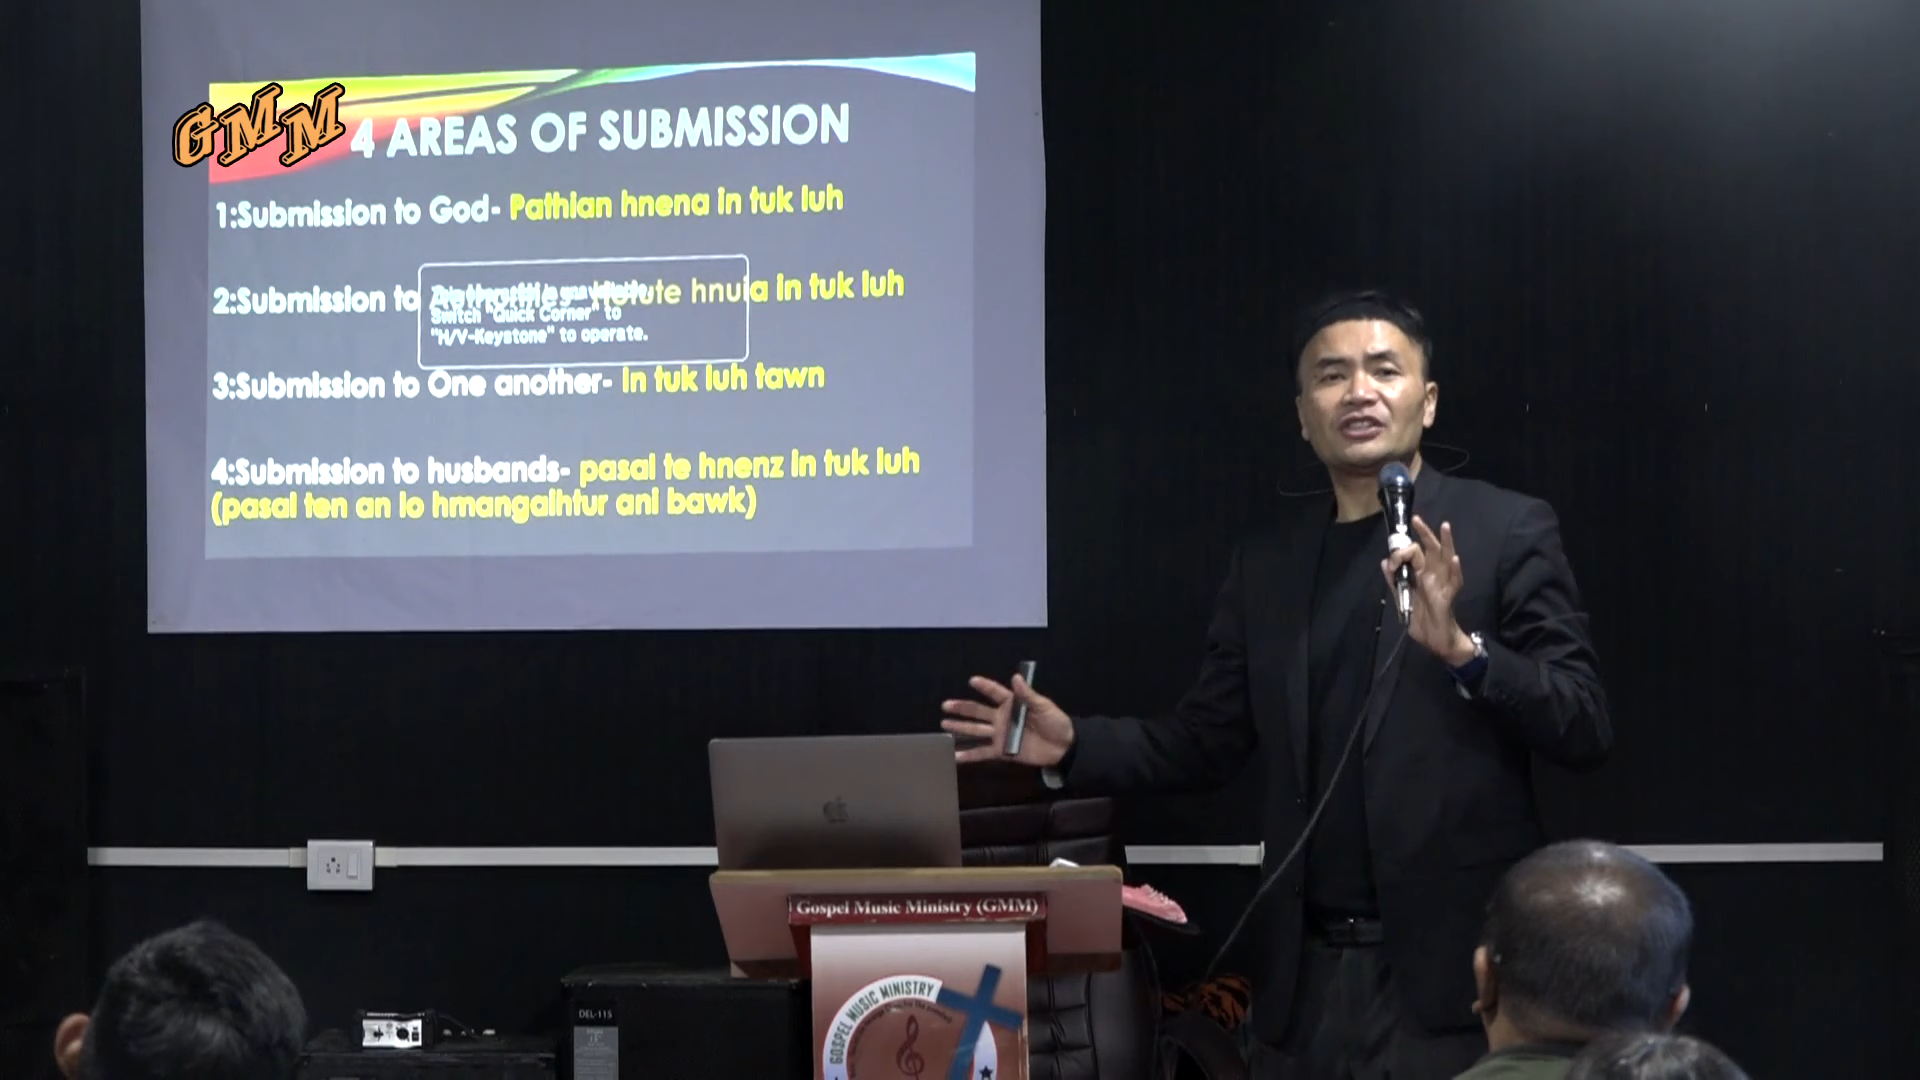 GMM
4 AREAS OF SUBMISSION
1:Submission to God- Pathian hnena in tuk luh
2:Submission to hnuia in tuk luh
Switch "Quick Corner" to
"H/V-Keystone" to operate.
3:Submission to One another- in tuk luh tawn
4:Submission to husbands- pasal te hnenz in tuk luh
(pasal ten an lo hmangaihtur ani bawk)
Gospel Music Ministry (GMM)
GOSPEL MUSIC MINISTRY
DEL-115